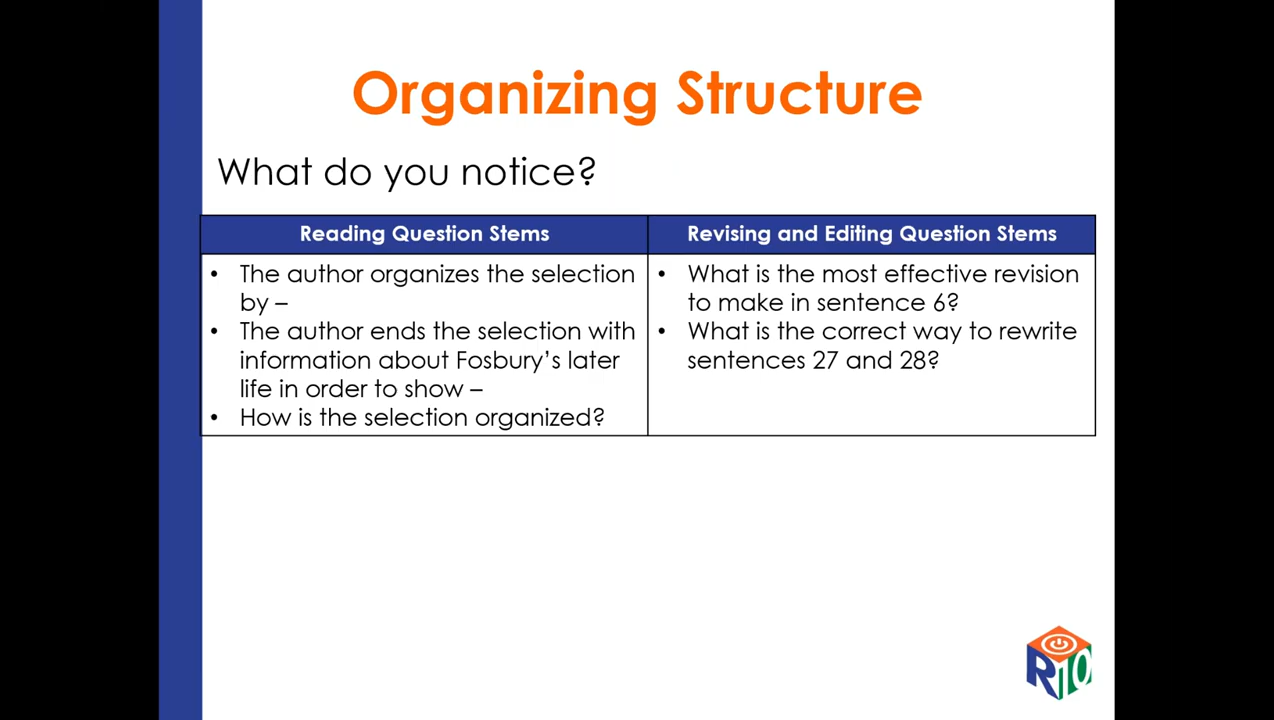 Organizing Structure
What do you notice?
Reading Question Stems
• The author organizes the selection
by –
• The author ends the selection with
information about Fosbury’s later
life in order to show –
• How is the selection organized?
Revising and Editing Question Stems
• What is the most effective revision
to make in sentence 6?
• What is the correct way to rewrite
sentences 27 and 28?
R10